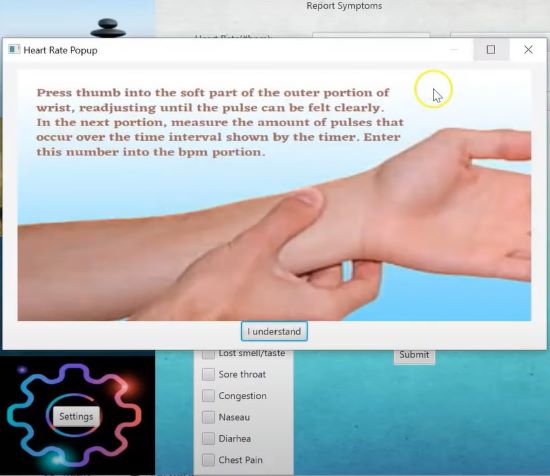 Report Symptoms
Heart Rate Popup
Press thumb into the soft part of the outer portion of
wrist, readjusting until the pulse can be felt clearly.
In the next portion, measure the amount of pulses that
occur over the time interval shown by the timer. Enter
this number into the bpm portion.
I understand
Lost smell/taste
Submit
Sore throat
Congestion
Settings
Naseau
Diarhea
Chest Pain